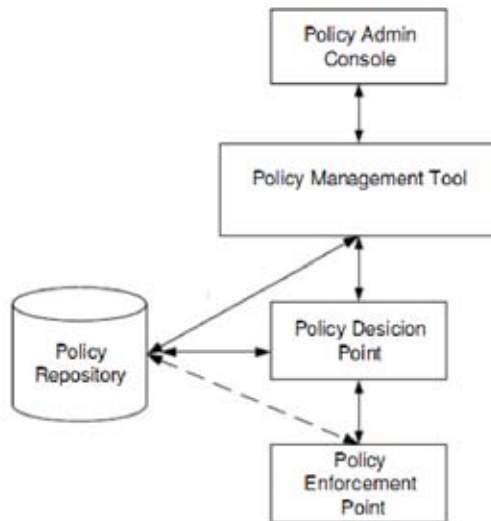 Policy Admin
Console
Policy Management Tool
Policy
Repository
Policy Desicion
Point
Policy
Enforcement
Point